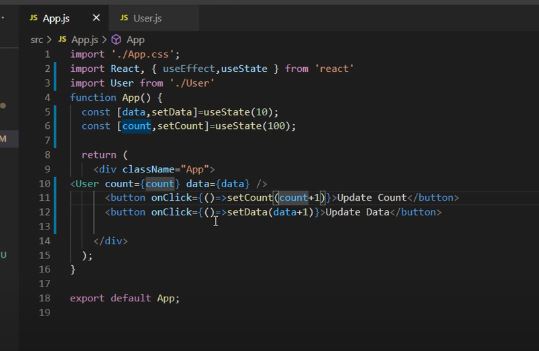 JS App.js × JS User.js
src > JS App.js > App
1 import './App.css';
2 import React, { useEffect,useState } from 'react'
3 import User from './User'
4 function App() {
5 const [data,setData]=useState(10);
6 const [count,setCount]=useState(100);
7
8 return (
9 <div className="App">
10 <User count={count} data={data} />
11 <button onClick={()=>setCount(count+1)}>Update Count</button>
12 <button onClick={()=>setData(data+1)}>Update Data</button>
13
14 </div>
15 );
16 }
17
18 export default App;
19
M
U